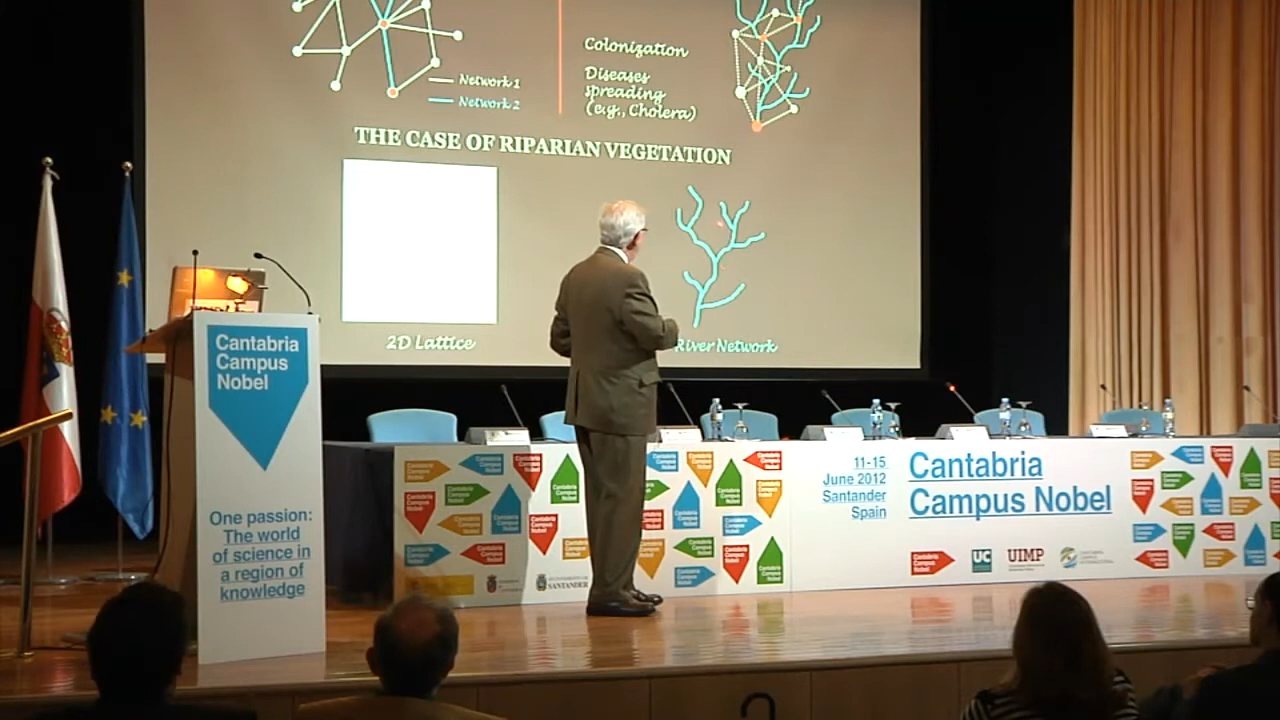 Network 1
Network 2
Colonization
Diseases
spreading
(e.g., Cholera)
THE CASE OF RIPARIAN VEGETATION
2D Lattice
River Network
Cantabria
Campus
Nobel
One passion:
The world
of science in
a region of
knowledge
11-15
June 2012
Santander
Spain
Cantabria
Campus Nobel
UC
UIMP
SANTANDER